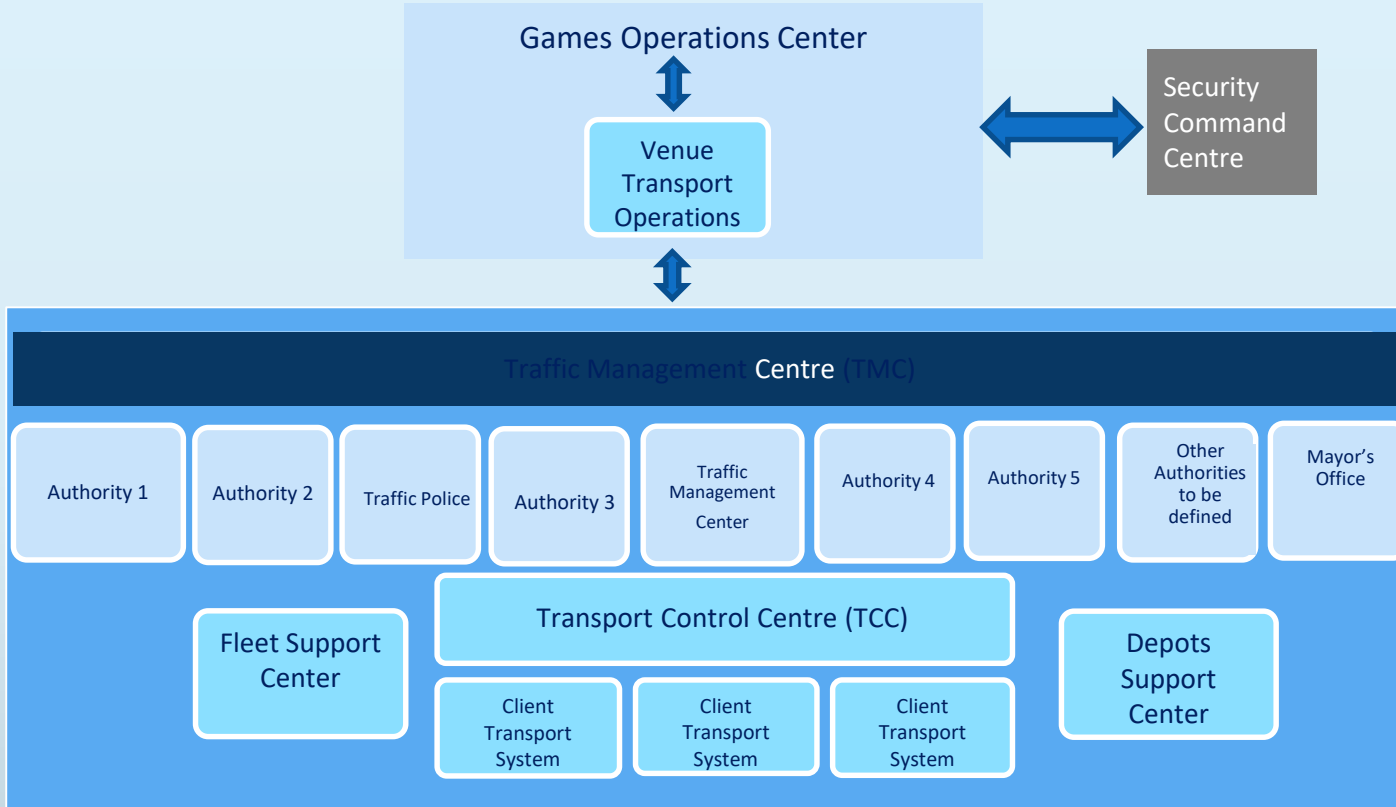 Games Operations Center
Security
Command
Centre
Venue
Transport
Operations
Traffic Management Centre (TMC)
Authority 1
Authority 2
Traffic Police
Authority 3
Traffic
Management
Center
Authority 4
Authority 5
Other
Authorities
to be
defined
Mayor's
Office
Transport Control Centre (TCC)
Fleet Support
Center
Depots
Support
Center
Client
Transport
System
Client
Transport
System
Client
Transport
System